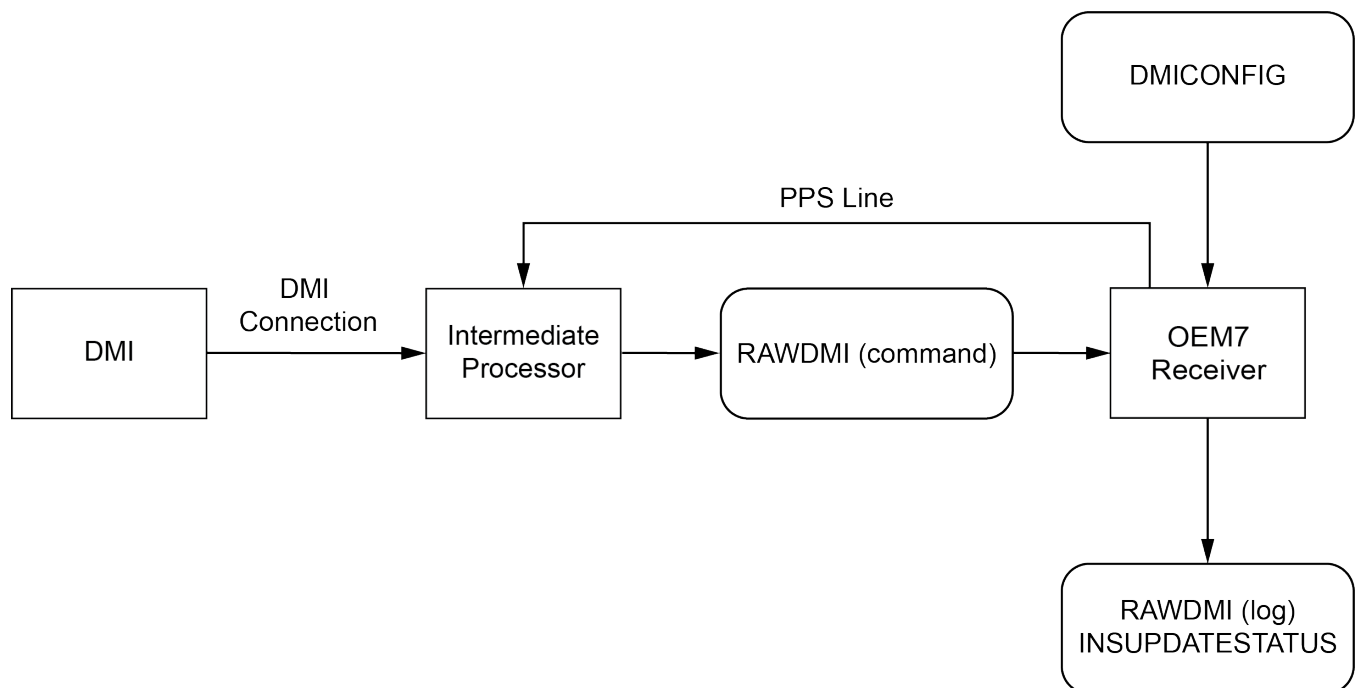 DMICONFIG
PPS Line
DMI
Connection
DMI
Intermediate
Processor
RAWDMI (command)
OEM7
Receiver
RAWDMI (log)
INSUPDATESTATUS